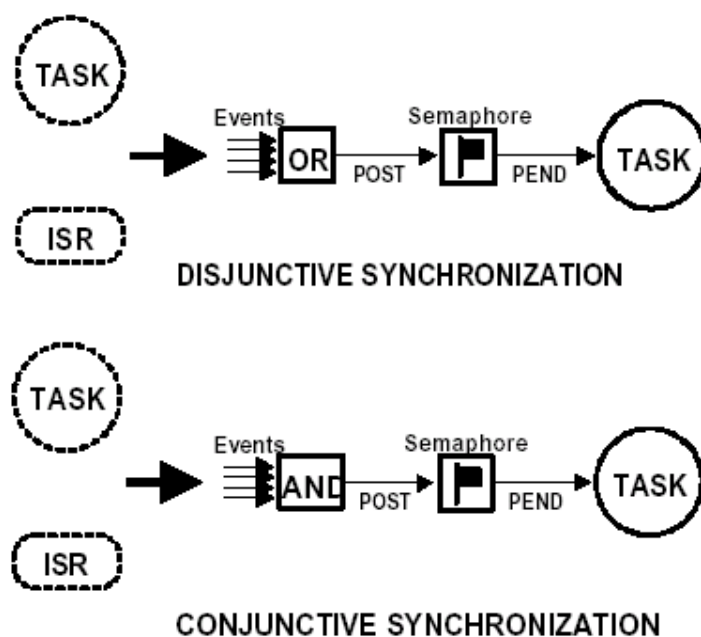 TASK
Events
Semaphore
OR
TASK
POST
PEND
ISR
DISJUNCTIVE SYNCHRONIZATION
TASK
Events
Semaphore
AND
TASK
POST
PEND
ISR
CONJUNCTIVE SYNCHRONIZATION